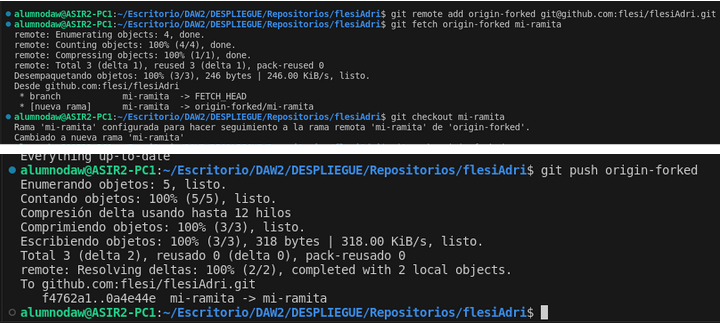 alumnodaw@ASIR2-PC1:~/Escritorio/DAW2/DESPLIEGUE/Repositorios/flesiAdri$ git remote add origin-forked git@github.com:flesi/flesiAdri.git
alumnodaw@ASIR2-PC1:~/Escritorio/DAW2/DESPLIEGUE/Repositorios/flesiAdri$ git fetch origin-forked mi-ramita
remote: Enumerating objects: 4, done.
remote: Counting objects: 100% (4/4), done.
remote: Compressing objects: 100% (1/1), done.
remote: Total 3 (delta 1), reused 3 (delta 1), pack-reused 0
Desempaquetando objetos: 100% (3/3), 246 bytes | 246.00 KiB/s, listo.
Desde github.com:flesi/flesiAdri
* branch mi-ramita -> FETCH_HEAD
* [nueva rama] mi-ramita -> origin-forked/mi-ramita
alumnodaw@ASIR2-PC1:~/Escritorio/DAW2/DESPLIEGUE/Repositorios/flesiAdri$ git checkout mi-ramita
Rama 'mi-ramita' configurada para hacer seguimiento a la rama remota 'mi-ramita' de 'origin-forked'.
Cambiado a nueva rama 'mi-ramita'
Everything up-to-date
alumnodaw@ASIR2-PC1:~/Escritorio/DAW2/DESPLIEGUE/Repositorios/flesiAdri$ git push origin-forked
Enumerando objetos: 5, listo.
Contando objetos: 100% (5/5), listo.
Compresión delta usando hasta 12 hilos
Comprimiendo objetos: 100% (3/3), listo.
Escribiendo objetos: 100% (3/3), 318 bytes | 318.00 KiB/s, listo.
Total 3 (delta 2), reusado 0 (delta 0), pack-reusado 0
remote: Resolving deltas: 100% (2/2), completed with 2 local objects.
To github.com:flesi/flesiAdri.git
f4762a1..0a4e44e mi-ramita -> mi-ramita
alumnodaw@ASIR2-PC1:~/Escritorio/DAW2/DESPLIEGUE/Repositorios/flesiAdri$